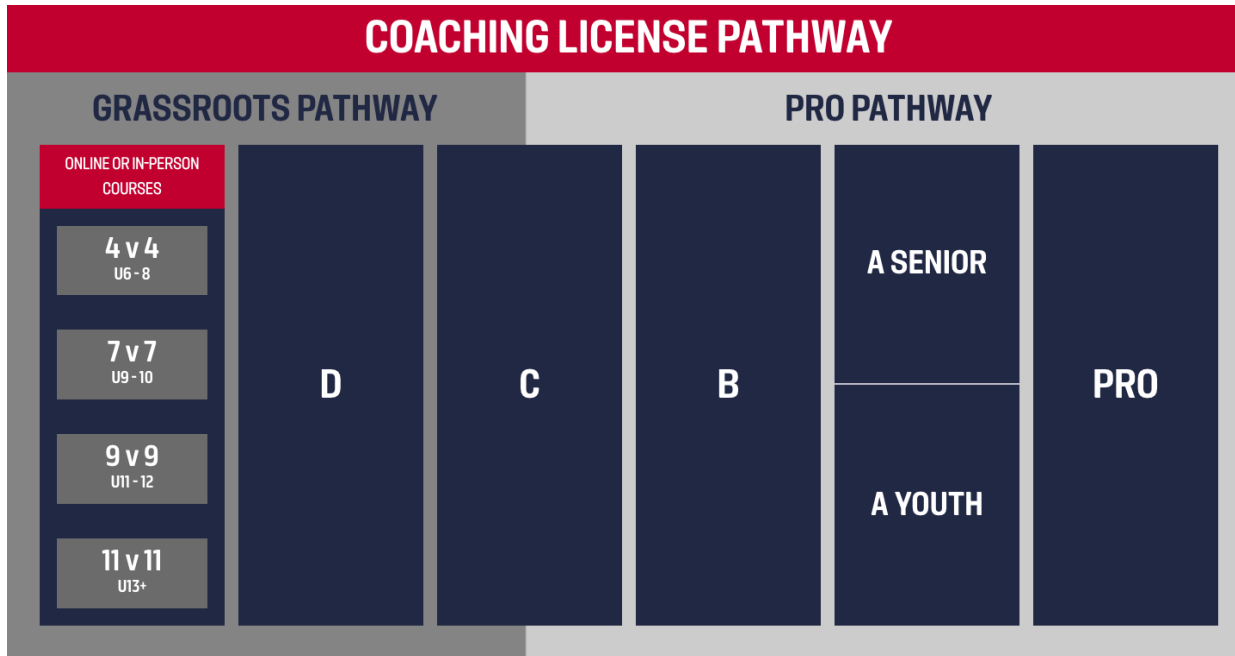 COACHING LICENSE PATHWAY
GRASSROOTS PATHWAY
PRO PATHWAY
ONLINE OR IN-PERSON
COURSES
4 v 4
U6 - 8
7 v 7
U9 - 10
9 v 9
U11 - 12
11 v 11
U13+
D
C
B
A SENIOR
A YOUTH
PRO